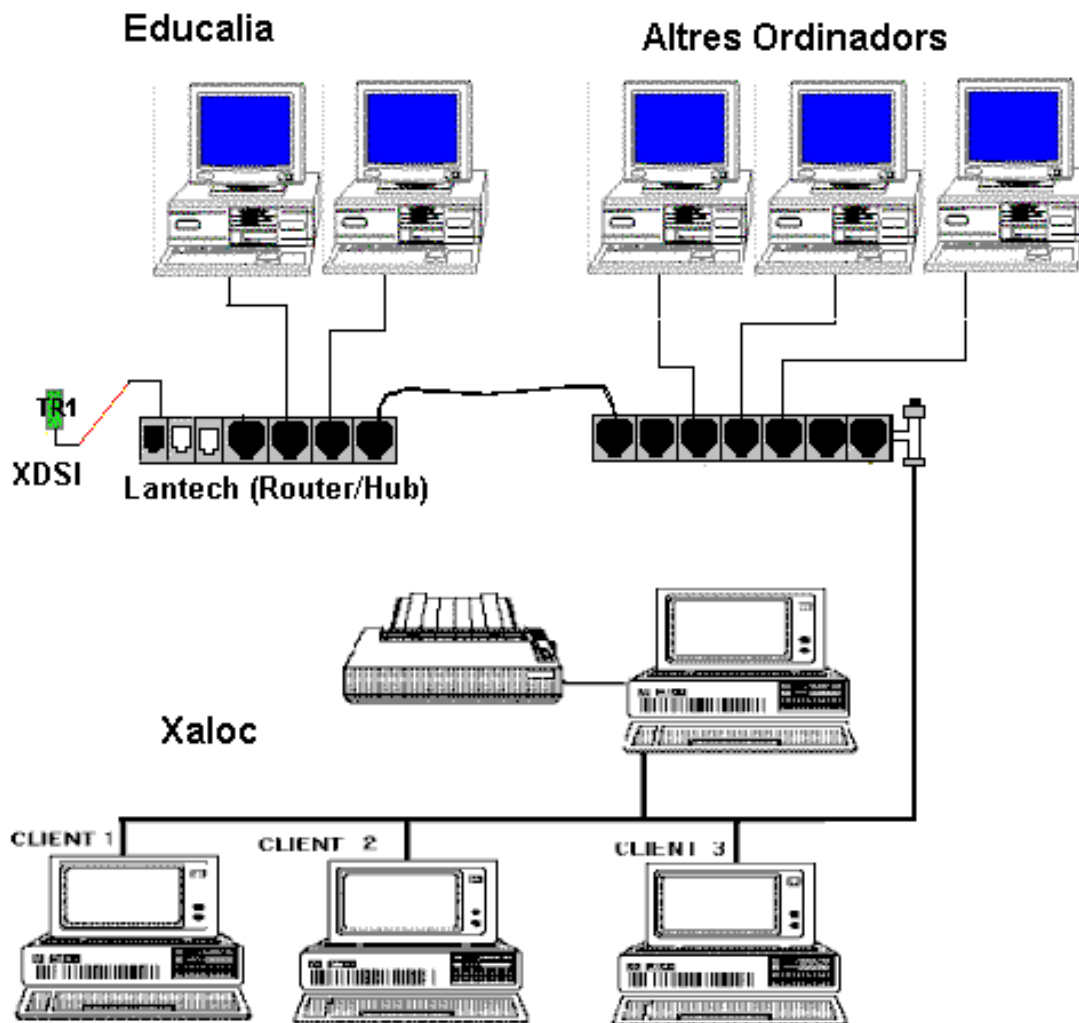 Educalia
Altres Ordinadors
TR1
XDSI
Lantech (Router/Hub)
Xaloc
CLIENT 1
CLIENT 2
CLIENT 3